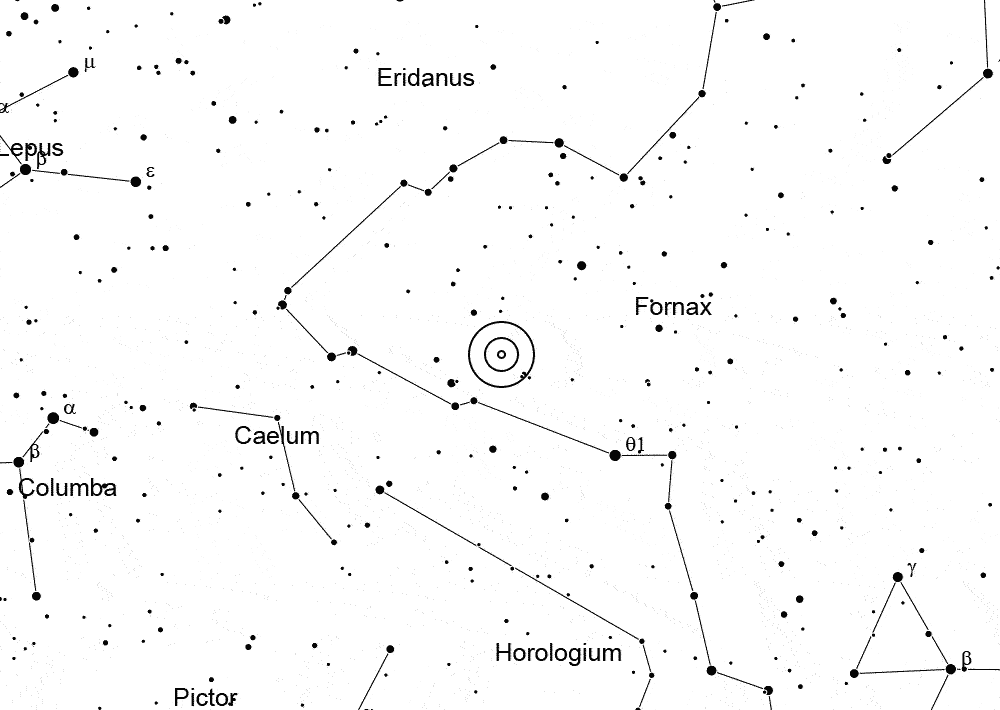 μ
Eridanus
α
Lepus
β
ε
Fornax
α
Caelum
θ1
β
Columba
γ
Horologium
β
Pictor